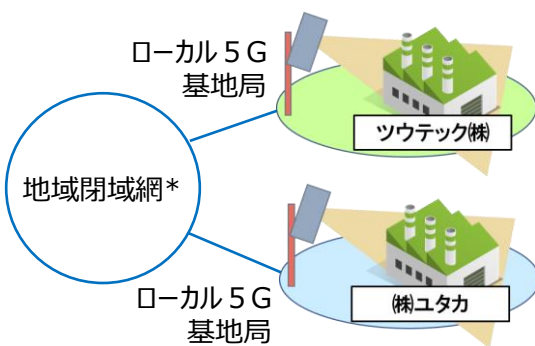 ローカル５Ｇ
基地局
ツウテック㈱
地域閉域網*
㈱ユタカ
ローカル５Ｇ
基地局